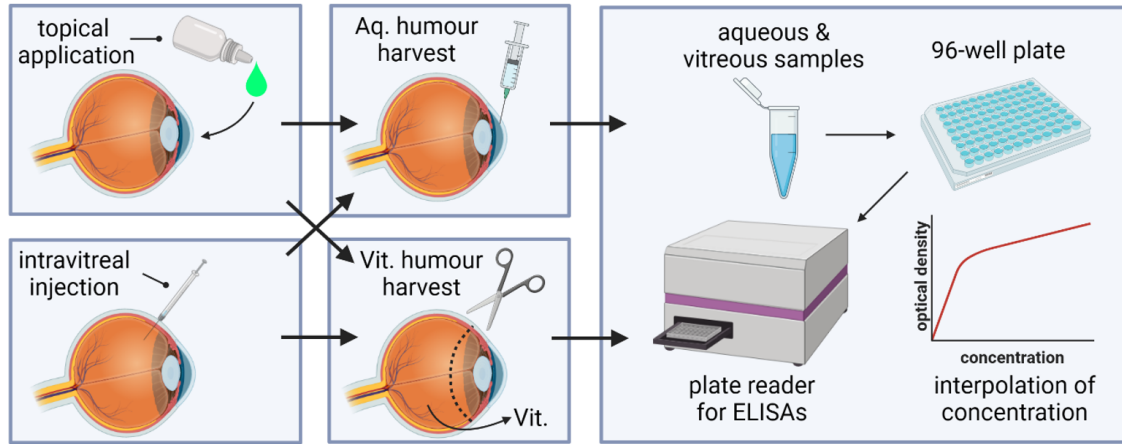 topical
application
Aq. humour
harvest
aqueous &
vitreous samples
96-well plate
intravitreal
injection
Vit. humour
harvest
Vit.
plate reader
for ELISAs
optical density
concentration
interpolation of
concentration